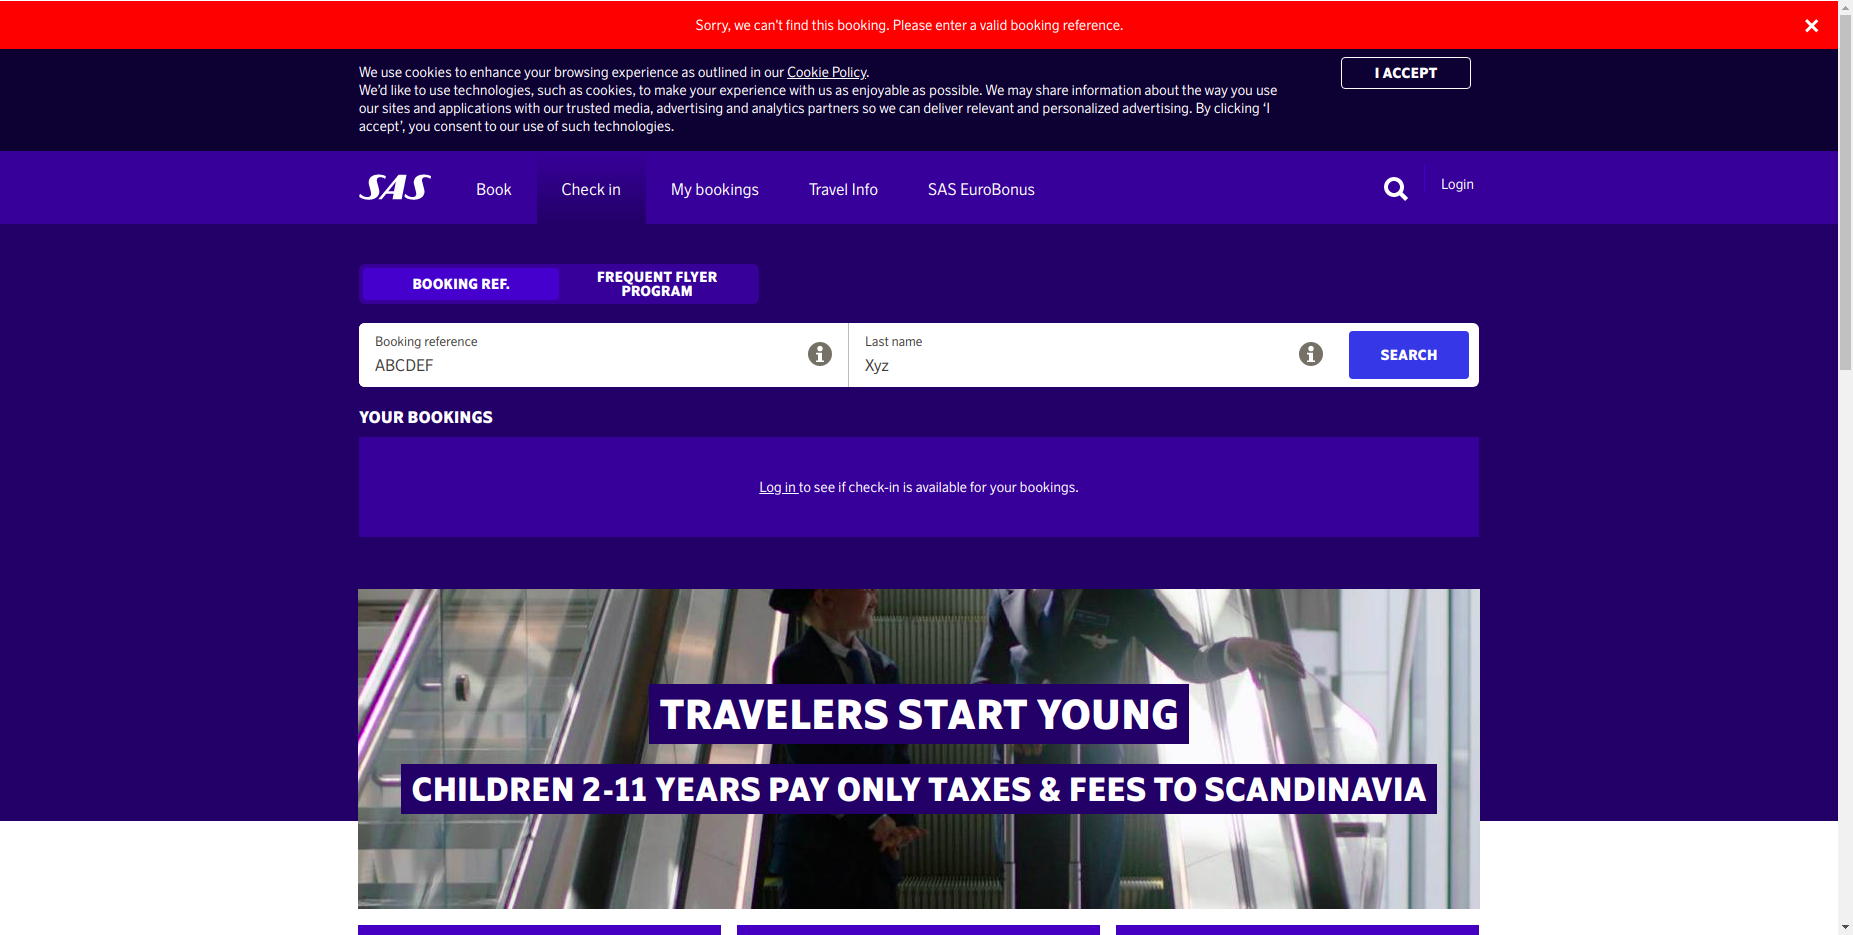 Sorry, we can't find this booking. Please enter a valid booking reference.
We use cookies to enhance your browsing experience as outlined in our Cookie Policy.
We'd like to use technologies, such as cookies, to make your experience with us as enjoyable as possible. We may share information about the way you use
our sites and applications with our trusted media, advertising and analytics partners so we can deliver relevant and personalized advertising. By clicking ‘I
accept’, you consent to our use of such technologies.
I ACCEPT
SAS
Book
Check in
My bookings
Travel Info
SAS EuroBonus
Login
BOOKING REF.
FREQUENT FLYER
PROGRAM
Booking reference
ABCDEF
Last name
Xyz
SEARCH
YOUR BOOKINGS
Log in to see if check-in is available for your bookings.
TRAVELERS START YOUNG
CHILDREN 2-11 YEARS PAY ONLY TAXES & FEES TO SCANDINAVIA